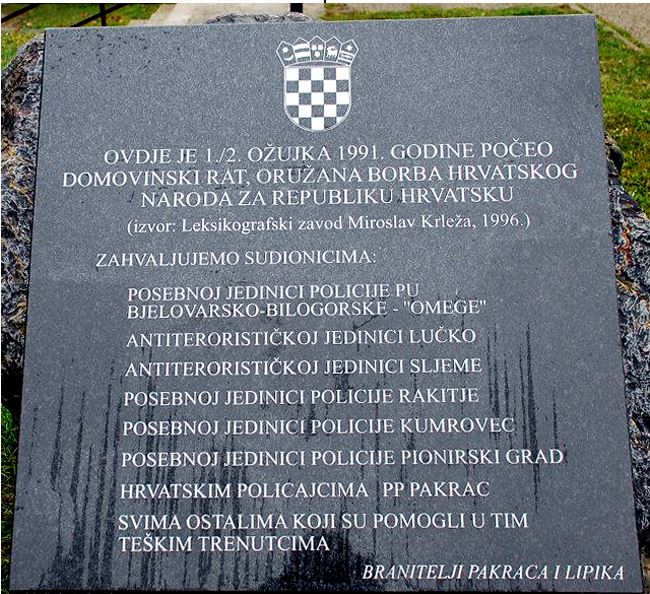 OVDJE JE 1./2. OŽUJKA 1991. GODINE POČEO
DOMOVINSKI RAT, ORUŽANA BORBA HRVATSKOG
NARODA ZA REPUBLIKU HRVATSKU
(izvor: Leksikografski zavod Miroslav Krleža, 1996.)
ZAHVALJUJEMO SUDIONICIMA:
POSEBNOJ JEDINICI POLICIJE PU
BJELOVARSKO-BILOGORSKE - "OMEGE"
ANTITERORISTIČKOJ JEDINICI LUČKO
ANTITERORISTIČKOJ JEDINICI SLJEME
POSEBNOJ JEDINICI POLICIJE RAKITJE
POSEBNOJ JEDINICI POLICIJE KUMROVEC
POSEBNOJ JEDINICI POLICIJE PIONIRSKI GRAD
HRVATSKIM POLICAJCIMA PP PAKRAC
SVIMA OSTALIMA KOJI SU POMOGLI U TIM
TEŠKIM TRENUTCIMA
BRANITELJI PAKRACA I LIPIKA